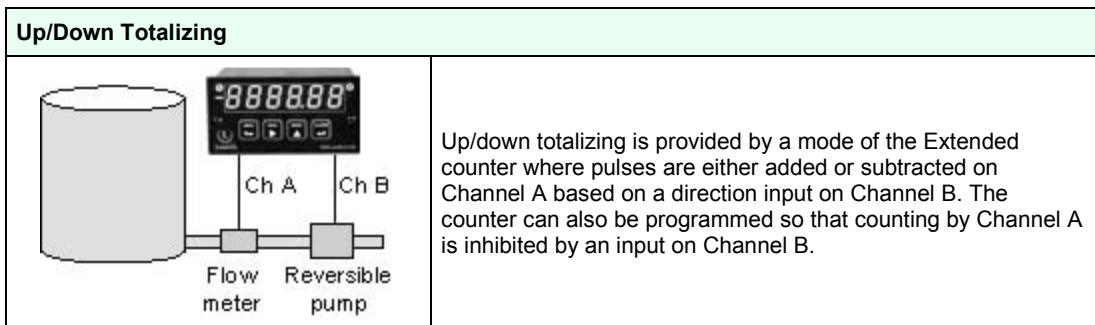 Up/Down Totalizing
-8888.88
Ch A
Ch B
Flow
meter
Reversible
pump
Up/down totalizing is provided by a mode of the Extended
counter where pulses are either added or subtracted on
Channel A based on a direction input on Channel B. The
counter can also be programmed so that counting by Channel A
is inhibited by an input on Channel B.